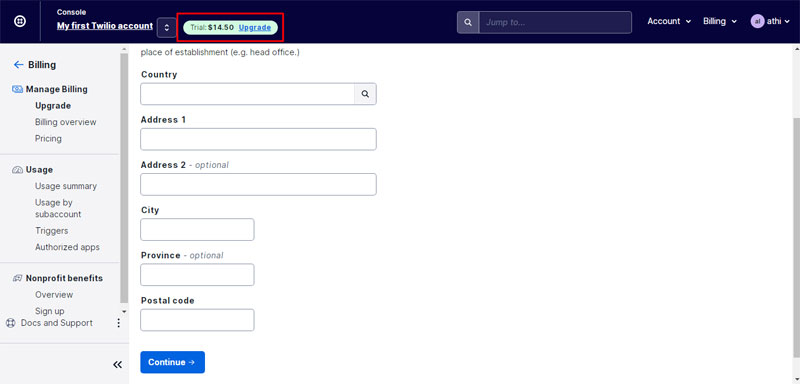 Console
My first Twilio account
Trial: $14.50 Upgrade
Jump to...
Account
Billing
al athi
Billing
Manage Billing
Upgrade
Billing overview
Pricing
Usage
Usage summary
Usage by
subaccount
Triggers
Authorized apps
Nonprofit benefits
Overview
Sign up
Docs and Support
place of establishment (e.g. head office.)
Country
Address 1
Address 2 - optional
City
Province - optional
Postal code
Continue →